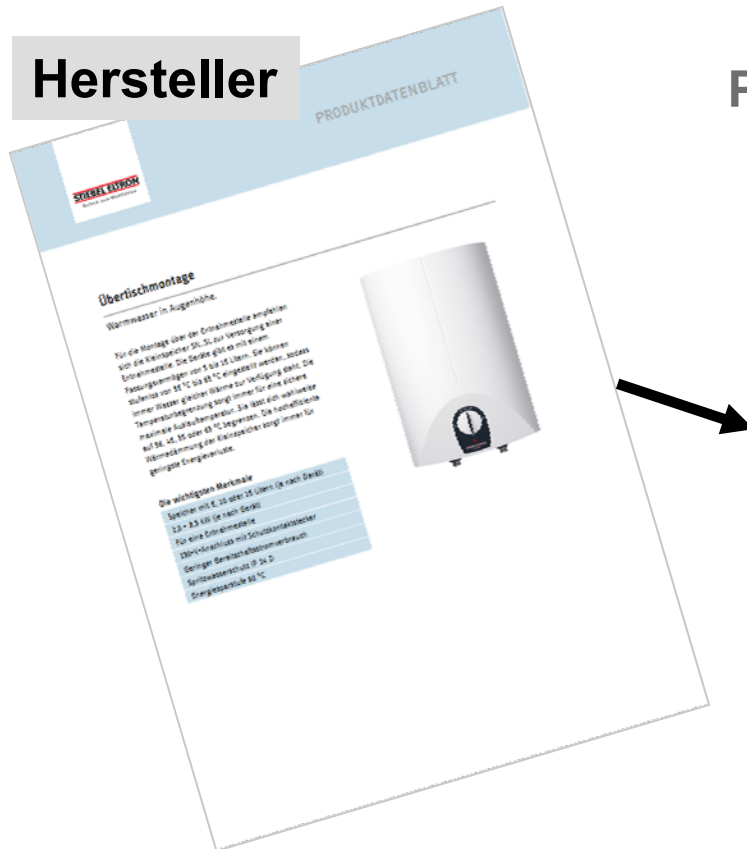 Hersteller
P
PRODUKTDATENBLATT
STIEBEL ELTRON
Übertischmontage
Warmwasser in Augenhöhe.
Für die Montage über der Entnahmestelle empfehlen
sich die Kleinspeicher SN, SL zur Versorgung einer
Entnahmestelle. Die Geräte gibt es mit einem
Fassungsvermögen von 5 bis 15 Litern. Sie können
stufenlos von 35 °C bis 85 °C eingestellt werden, sodass
immer Wasser gleicher Wärme zur Verfügung steht. Die
Temperaturbegrenzung sorgt immer für eine sichere
maximale Auslauftemperatur. Sie lässt sich wahlweise
auf 38, 45, 55 oder 65 °C begrenzen. Die hocheffiziente
Wärmedämmung der Kleinspeicher sorgt immer für
geringste Energieverluste.
Die wichtigsten Merkmale
Speicher mit 5, 10 oder 15 Litern (je nach Gerät)
kW (je nach Gerät)
Für eine Entnahmestelle
230-V-Anschluss mit Schutzkontaktstecker
Geringer Bereitschaftsstromverbrauch
Spritzwasserschutz IP 24 D
Energiesparstufe 60 °C